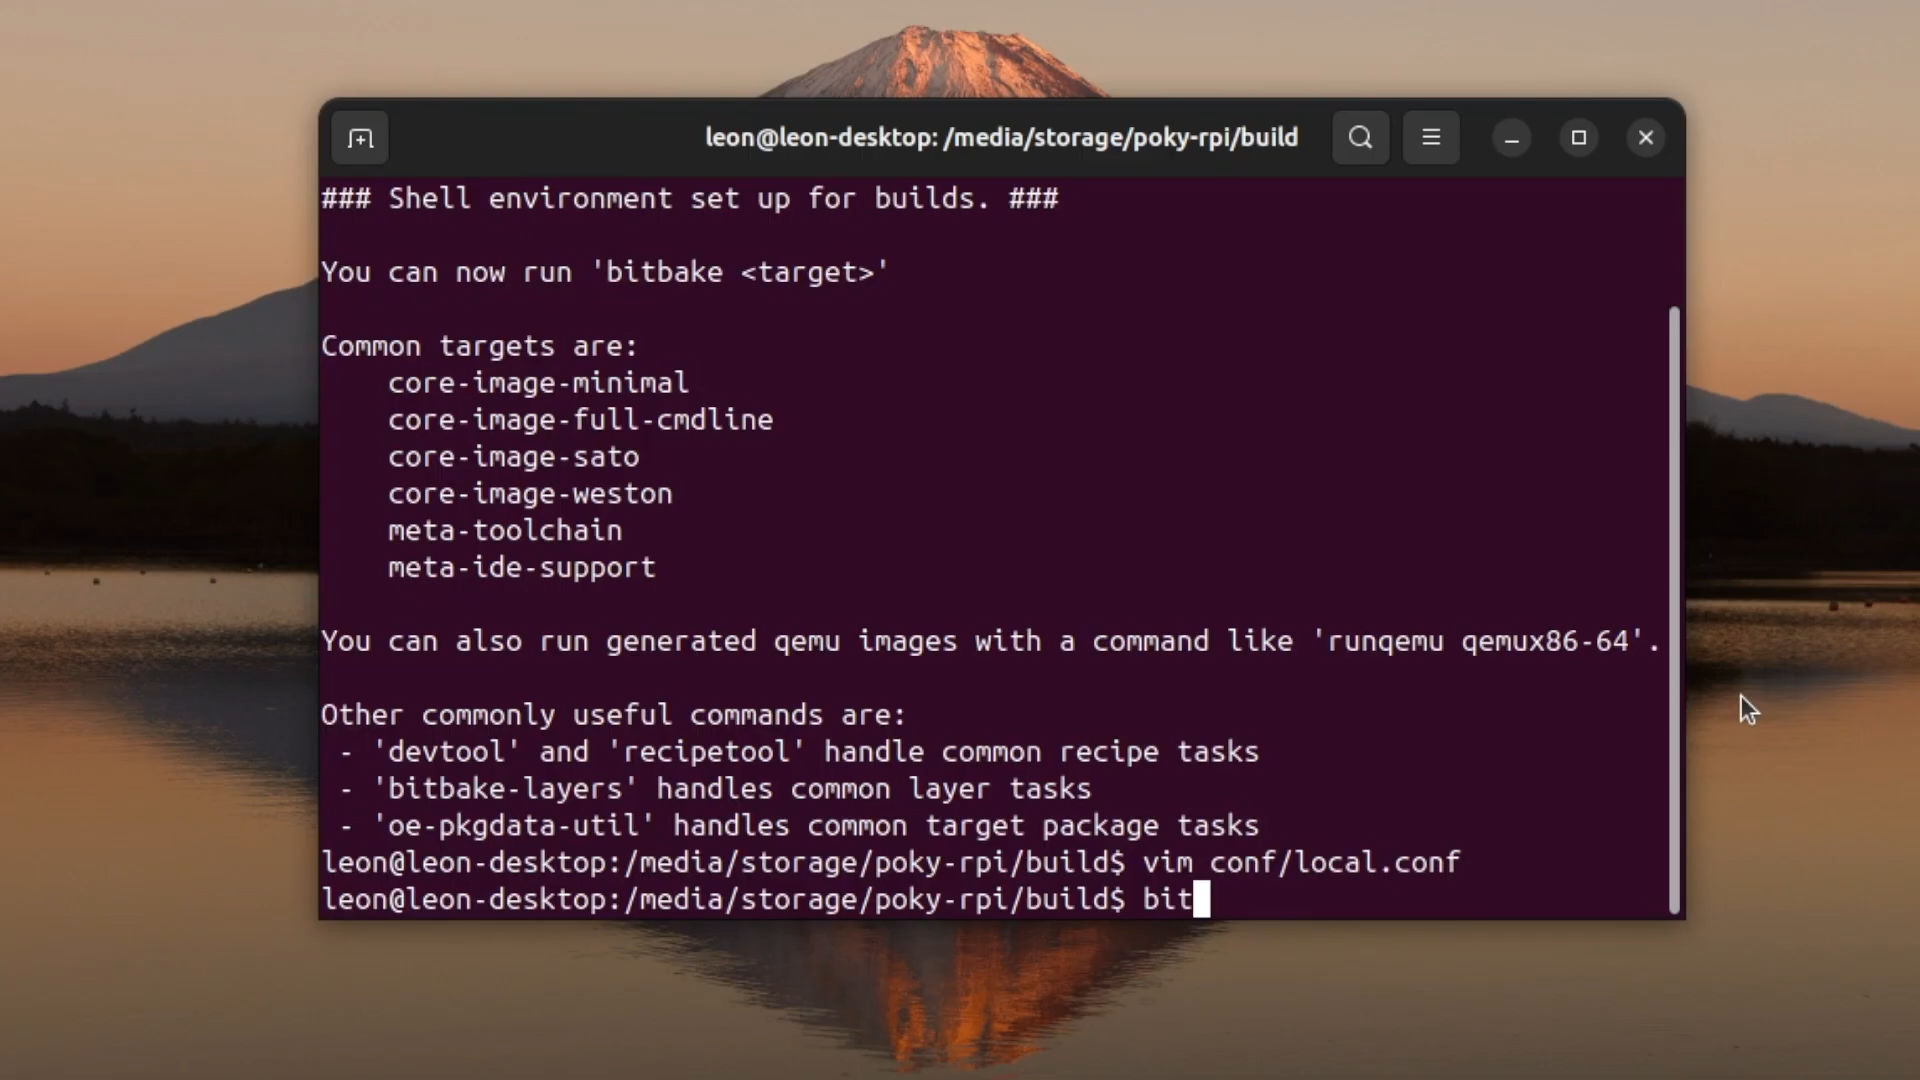 leon@leon-desktop: /media/storage/poky-rpi/build
### Shell environment set up for builds. ###
You can now run 'bitbake <target>'
Common targets are:
core-image-minimal
core-image-full-cmdline
core-image-sato
core-image-weston
meta-toolchain
meta-ide-support
You can also run generated qemu images with a command like 'runqemu qemux86-64'.
Other commonly useful commands are:
- 'devtool' and 'recipetool' handle common recipe tasks
- 'bitbake-layers' handles common layer tasks
- 'oe-pkgdata-util' handles common target package tasks
leon@leon-desktop:/media/storage/poky-rpi/build$ vim conf/local.conf
leon@leon-desktop:/media/storage/poky-rpi/build$ bit